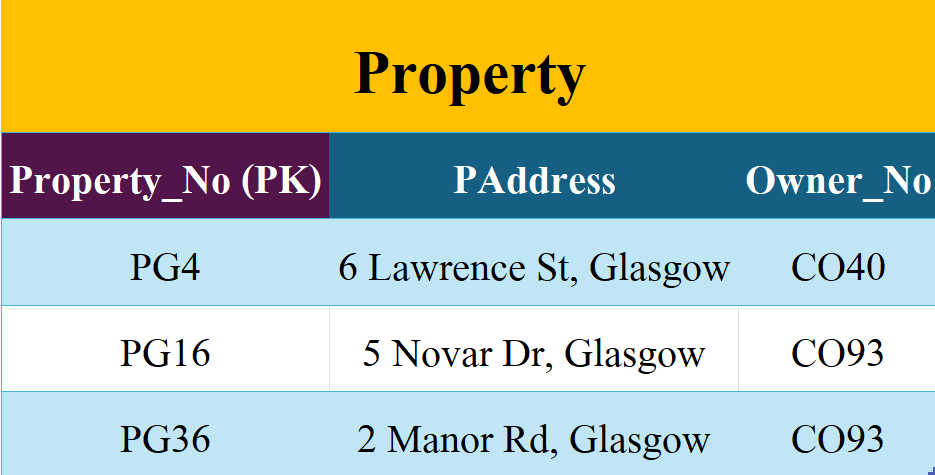 Property
Property_No (PK) PAddress Owner_No
PG4 6 Lawrence St, Glasgow CO40
PG16 5 Novar Dr, Glasgow CO93
PG36 2 Manor Rd, Glasgow CO93